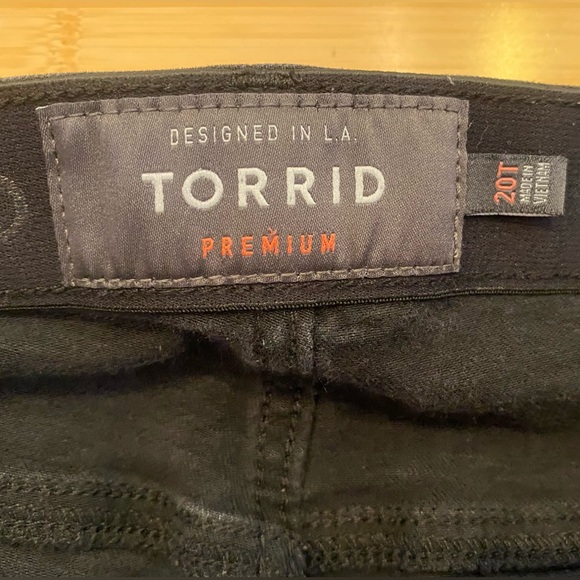 DESIGNED IN L.A.
TORRID
PREMIUM
20T
MADE IN
VIETNAM